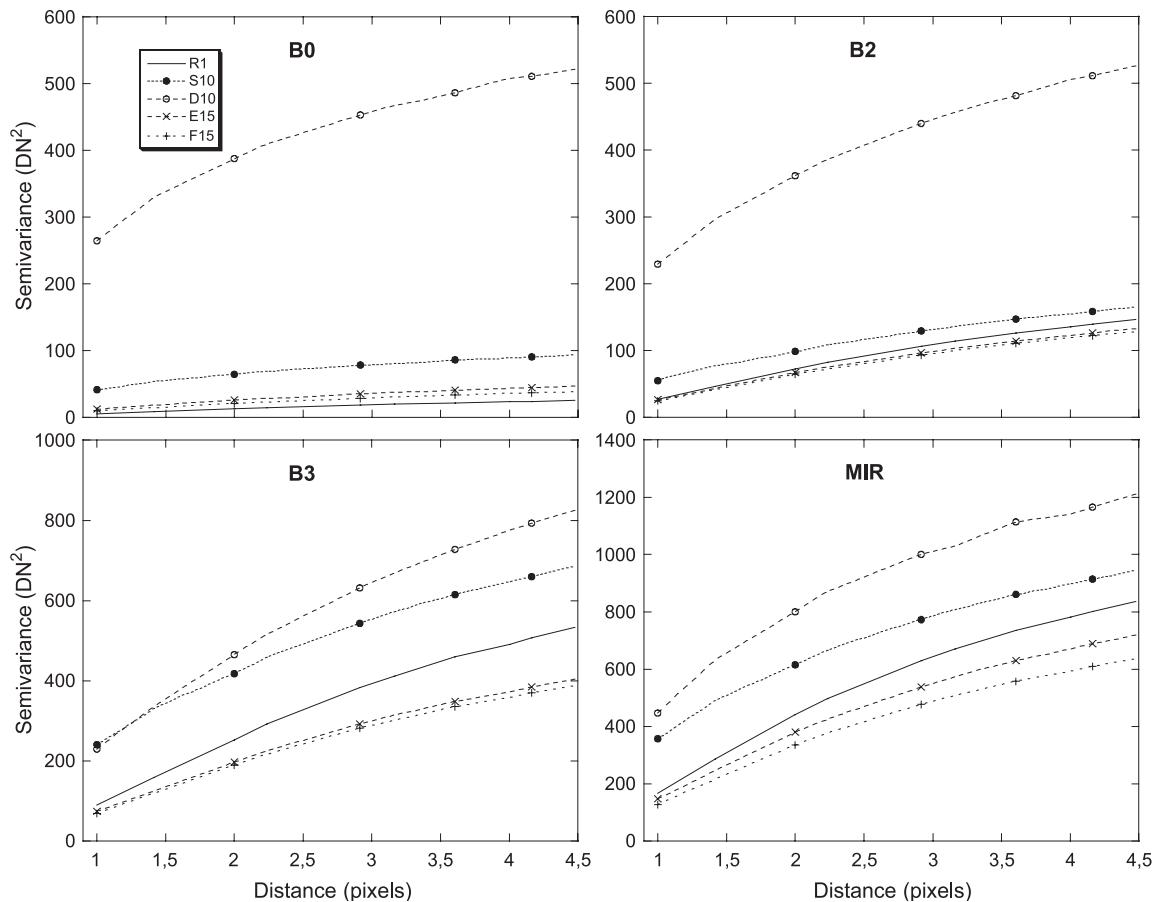 B0
R1
S10
D10
E15
F15
600
500
400
300
200
100
0
Semivariance (DN²)
B2
600
500
400
300
200
100
0
B3
1000
800
600
400
200
0
Semivariance (DN²)
1 1,5 2 2,5 3 3,5 4 4,5
Distance (pixels)
MIR
1400
1200
1000
800
600
400
200
0
1 1,5 2 2,5 3 3,5 4 4,5
Distance (pixels)